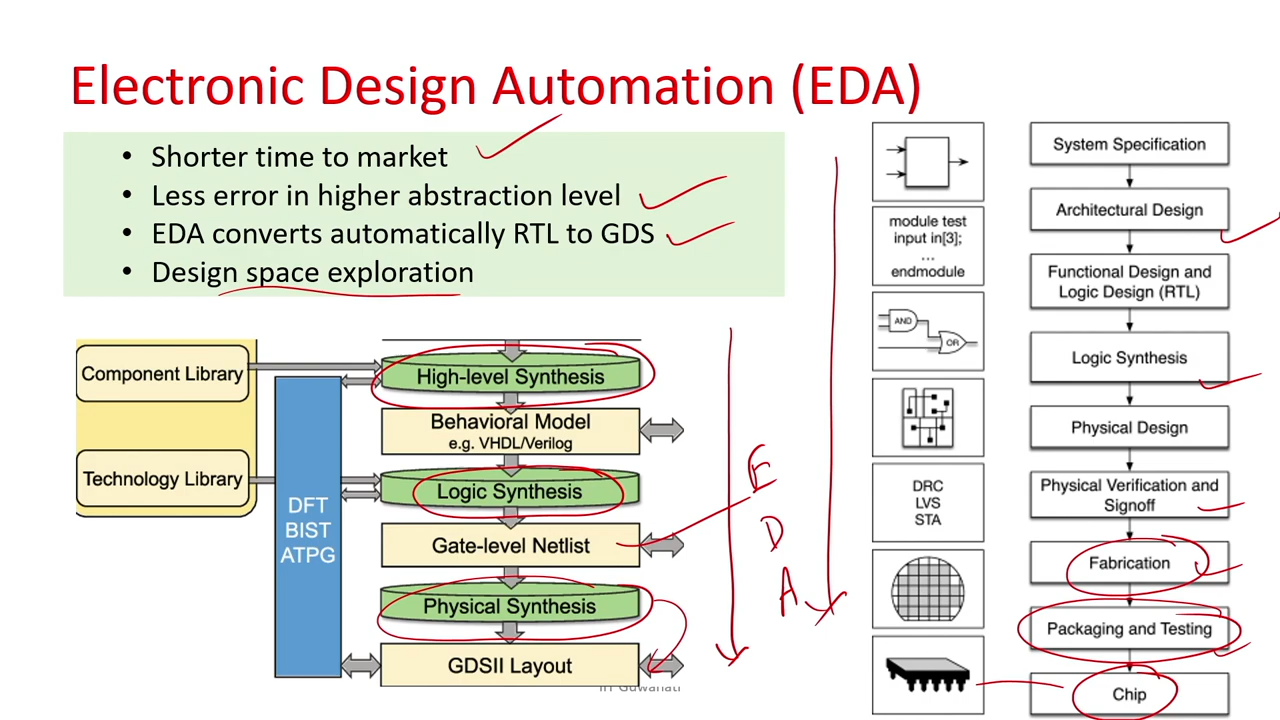 Electronic Design Automation (EDA)
• Shorter time to market
• Less error in higher abstraction level
• EDA converts automatically RTL to GDS
• Design space exploration
Component Library
Technology Library
DFT
BIST
ATPG
High-level Synthesis
Behavioral Model
e.g. VHDL/Verilog
Logic Synthesis
Gate-level Netlist
Physical Synthesis
GDSII Layout
E
D
A
module test
input in[3];
...
endmodule
AND
OR
DRC
LVS
STA
System Specification
Architectural Design
Functional Design and
Logic Design (RTL)
Logic Synthesis
Physical Design
Physical Verification and
Signoff
Fabrication
Packaging and Testing
Chip
IIT Guwahati